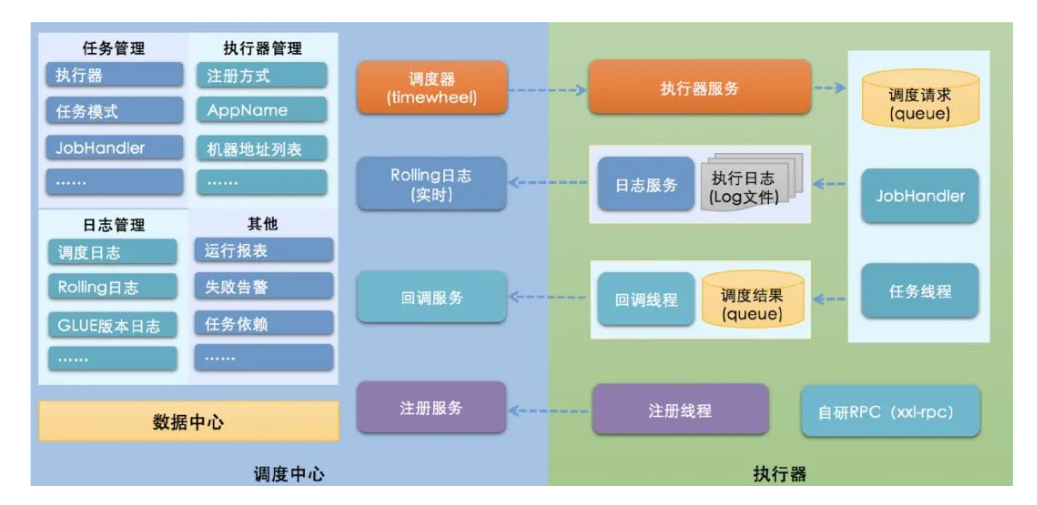 任务管理
执行器
任务模式
JobHandler
……
执行器管理
注册方式
AppName
机器地址列表
……
日志管理
调度日志
Rolling日志
GLUE版本日志
……
其他
运行报表
失败告警
任务依赖
……
数据中心
调度器
(timewheel)
Rolling日志
(实时)
回调服务
注册服务
调度中心
执行器服务
日志服务
执行日志
(Log文件)
回调线程
调度结果
(queue)
注册线程
调度请求
(queue)
JobHandler
任务线程
自研RPC（xxl-rpc）
执行器